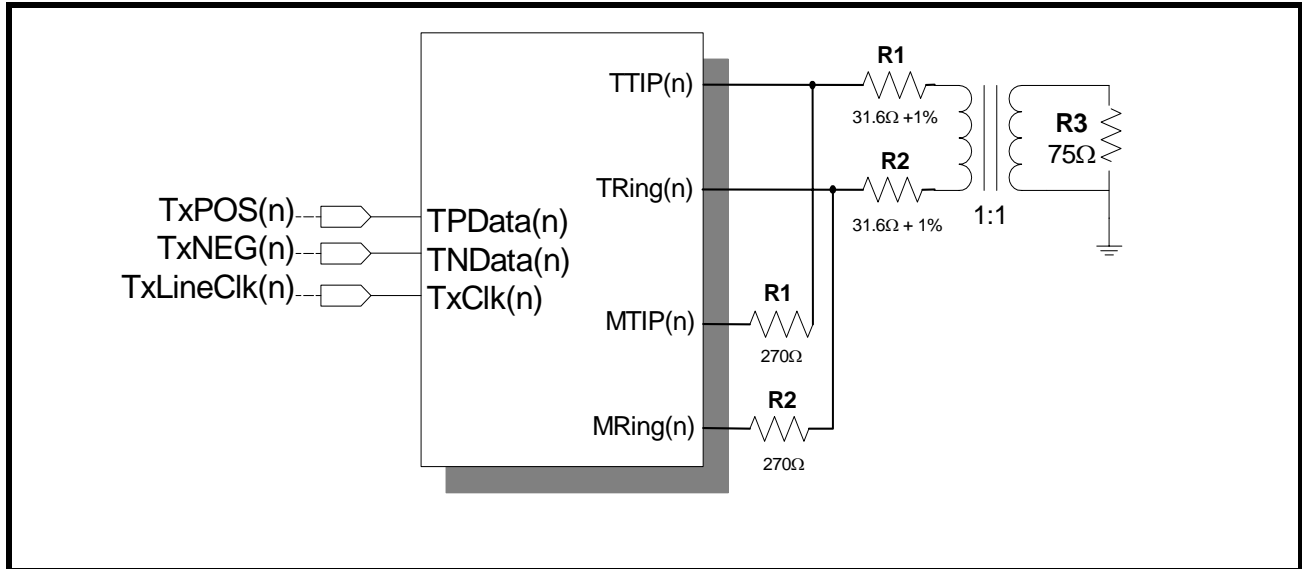 TxPOS(n)
TxNEG(n)
TxLineClk(n)
TPData(n)
TNData(n)
TxClk(n)
TTIP(n)
TRing(n)
MTIP(n)
MRing(n)
R1
31.6Ω +1%
R2
31.6Ω + 1%
R1
270Ω
R2
270Ω
1:1
R3
75Ω